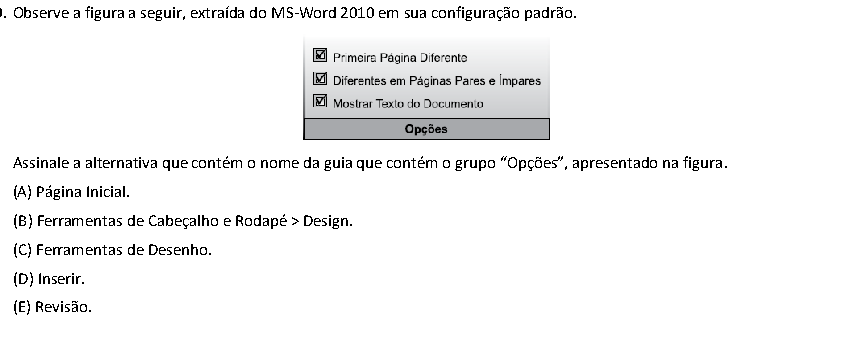 . Observe a figura a seguir, extraída do MS-Word 2010 em sua configuração padrão.
Primeira Página Diferente
Diferentes em Páginas Pares e Ímpares
Mostrar Texto do Documento
Opções
Assinale a alternativa que contém o nome da guia que contém o grupo “Opções”, apresentado na figura.
(A) Página Inicial.
(B) Ferramentas de Cabeçalho e Rodapé > Design.
(C) Ferramentas de Desenho.
(D) Inserir.
(E) Revisão.